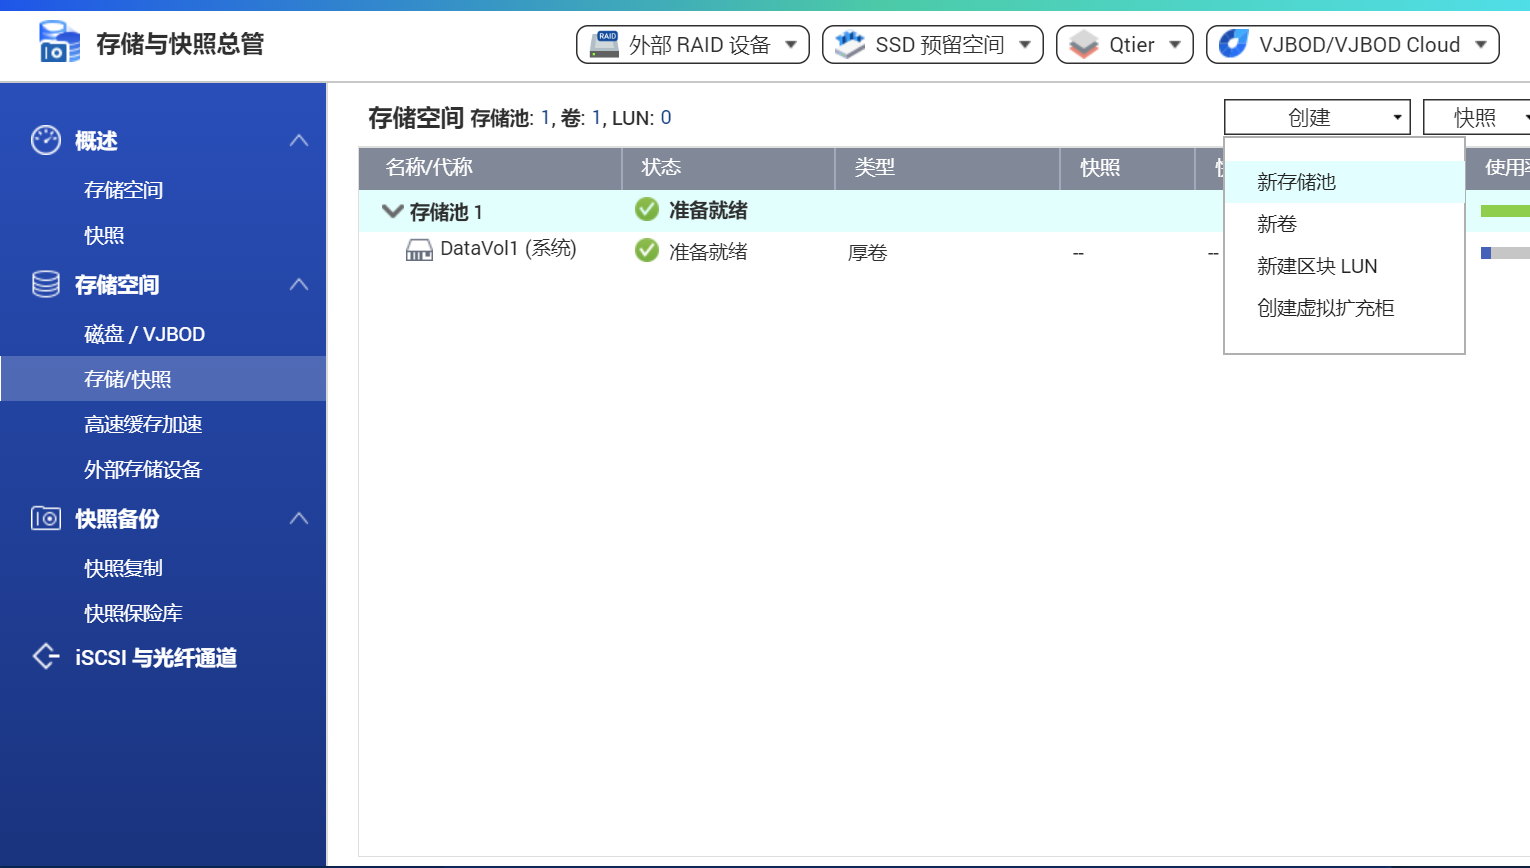 存储与快照总管
外部 RAID 设备
SSD 预留空间
Qtier
VJBOD/VJBOD Cloud
概述
存储空间
快照
存储空间
磁盘 / VJBOD
存储/快照
高速缓存加速
外部存储设备
快照备份
快照复制
快照保险库
iSCSI 与光纤通道
存储空间 存储池: 1, 卷: 1, LUN: 0
创建
快照
名称/代称 状态 类型 快照 使用
存储池 1 准备就绪
DataVol1 (系统) 准备就绪 厚卷 -- --
新存储池
新卷
新建区块 LUN
创建虚拟扩充柜